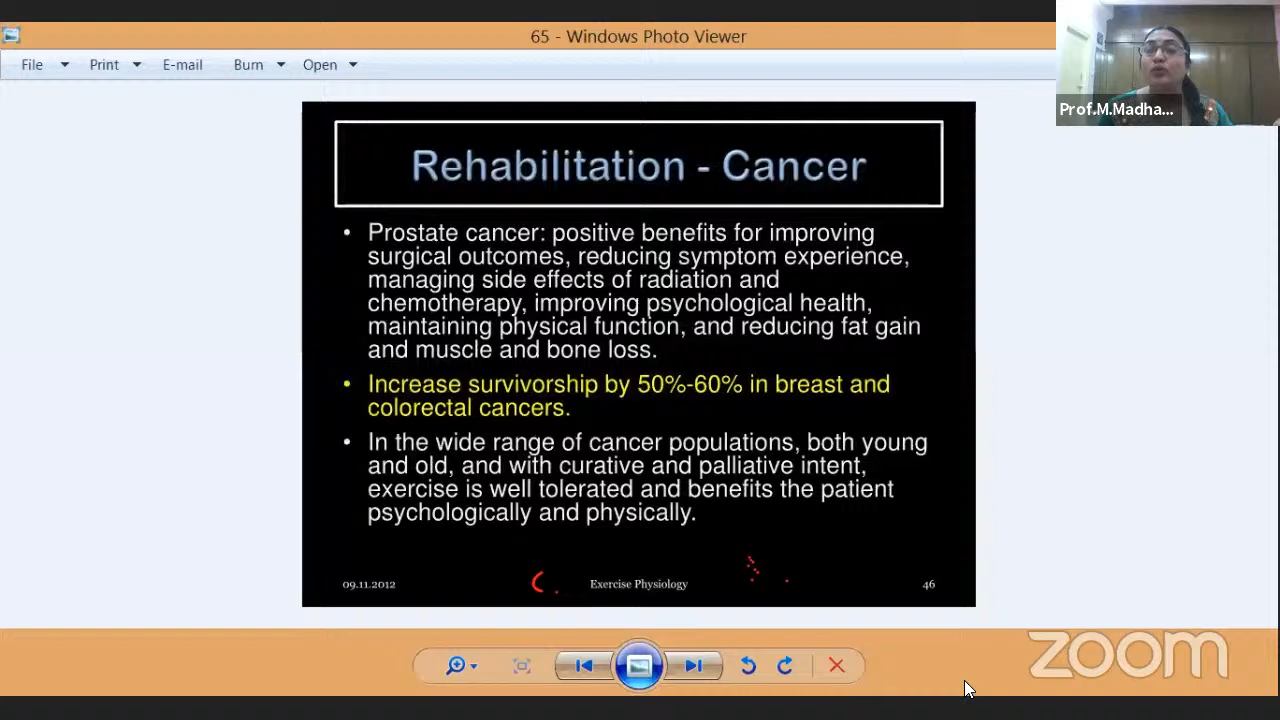 65 - Windows Photo Viewer
File Print E-mail Burn Open
Prof.M.Madha...
Rehabilitation - Cancer
• Prostate cancer: positive benefits for improving
surgical outcomes, reducing symptom experience,
managing side effects of radiation and
chemotherapy, improving psychological health,
maintaining physical function, and reducing fat gain
and muscle and bone loss.
• Increase survivorship by 50%-60% in breast and
colorectal cancers.
• In the wide range of cancer populations, both young
and old, and with curative and palliative intent,
exercise is well tolerated and benefits the patient
psychologically and physically.
09.11.2012 Exercise Physiology 46
zoom